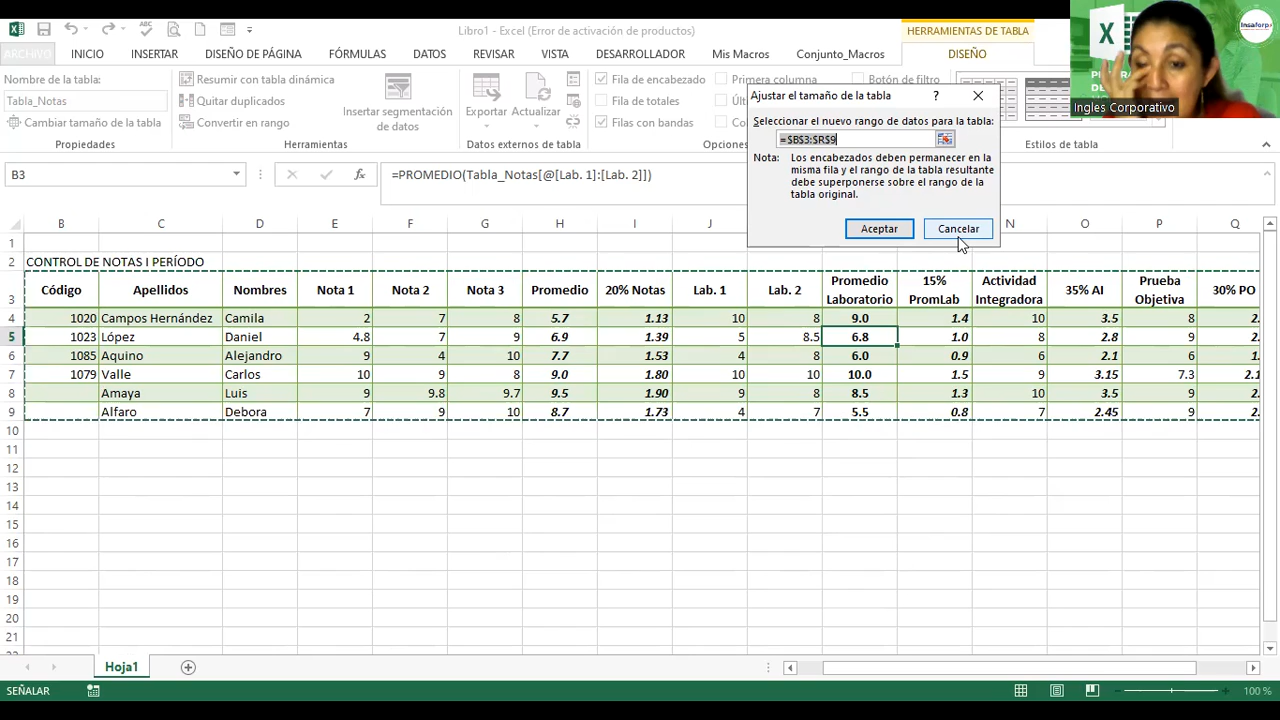 Libro1 - Excel (Error de activación de productos)
HERRAMIENTAS DE TABLA
ARCHIVO INICIO INSERTAR DISEÑO DE PÁGINA FÓRMULAS DATOS REVISAR VISTA DESARROLLADOR Mis Macros Conjunto_Macros DISEÑO
Nombre de la tabla:
Tabla_Notas
Cambiar tamaño de la tabla
Propiedades
Resumir con tabla dinámica
Quitar duplicados
Convertir en rango
Herramientas
Insertar segmentación
de datos
Exportar
Actualizar
Datos externos de tabla
Fila de encabezado
Fila de totales
Filas con bandas
Primera columna
Botón de filtro
Estilos de tabla
Insaforp
Ingles Corporativo
Ajustar el tamaño de la tabla ?
Seleccionar el nuevo rango de datos para la tabla:
=$B$3:$R$9
Nota: Los encabezados deben permanecer en la
misma fila y el rango de la tabla resultante
debe superponerse sobre el rango de la
tabla original.
Aceptar Cancelar
B3 =PROMEDIO(Tabla_Notas[@[Lab. 1]:[Lab. 2]])
B C D E F G H I J N O P Q
1
2 CONTROL DE NOTAS I PERÍODO
3 Código Apellidos Nombres Nota 1 Nota 2 Nota 3 Promedio 20% Notas Lab. 1 Lab. 2 Promedio Laboratorio 15% PromLab Actividad Integradora 35% AI Prueba Objetiva 30% PO
4 1020 Campos Hernández Camila 2 7 8 5.7 1.13 10 8 9.0 1.4 10 3.5 8 2.
5 1023 López Daniel 4.8 7 9 6.9 1.39 5 8.5 6.8 1.0 8 2.8 9 2.
6 1085 Aquino Alejandro 9 4 10 7.7 1.53 4 8 6.0 0.9 6 2.1 6 1.
7 1079 Valle Carlos 10 9 8 9.0 1.80 10 10 10.0 1.5 9 3.15 7.3 2.1
8 Amaya Luis 9 9.8 9.7 9.5 1.90 9 8 8.5 1.3 10 3.5 9 2.
9 Alfaro Debora 7 9 10 8.7 1.73 4 7 5.5 0.8 7 2.45 9 2.
10
11
12
13
14
15
16
17
18
19
20
21
Hoja1
SEÑALAR
100 %